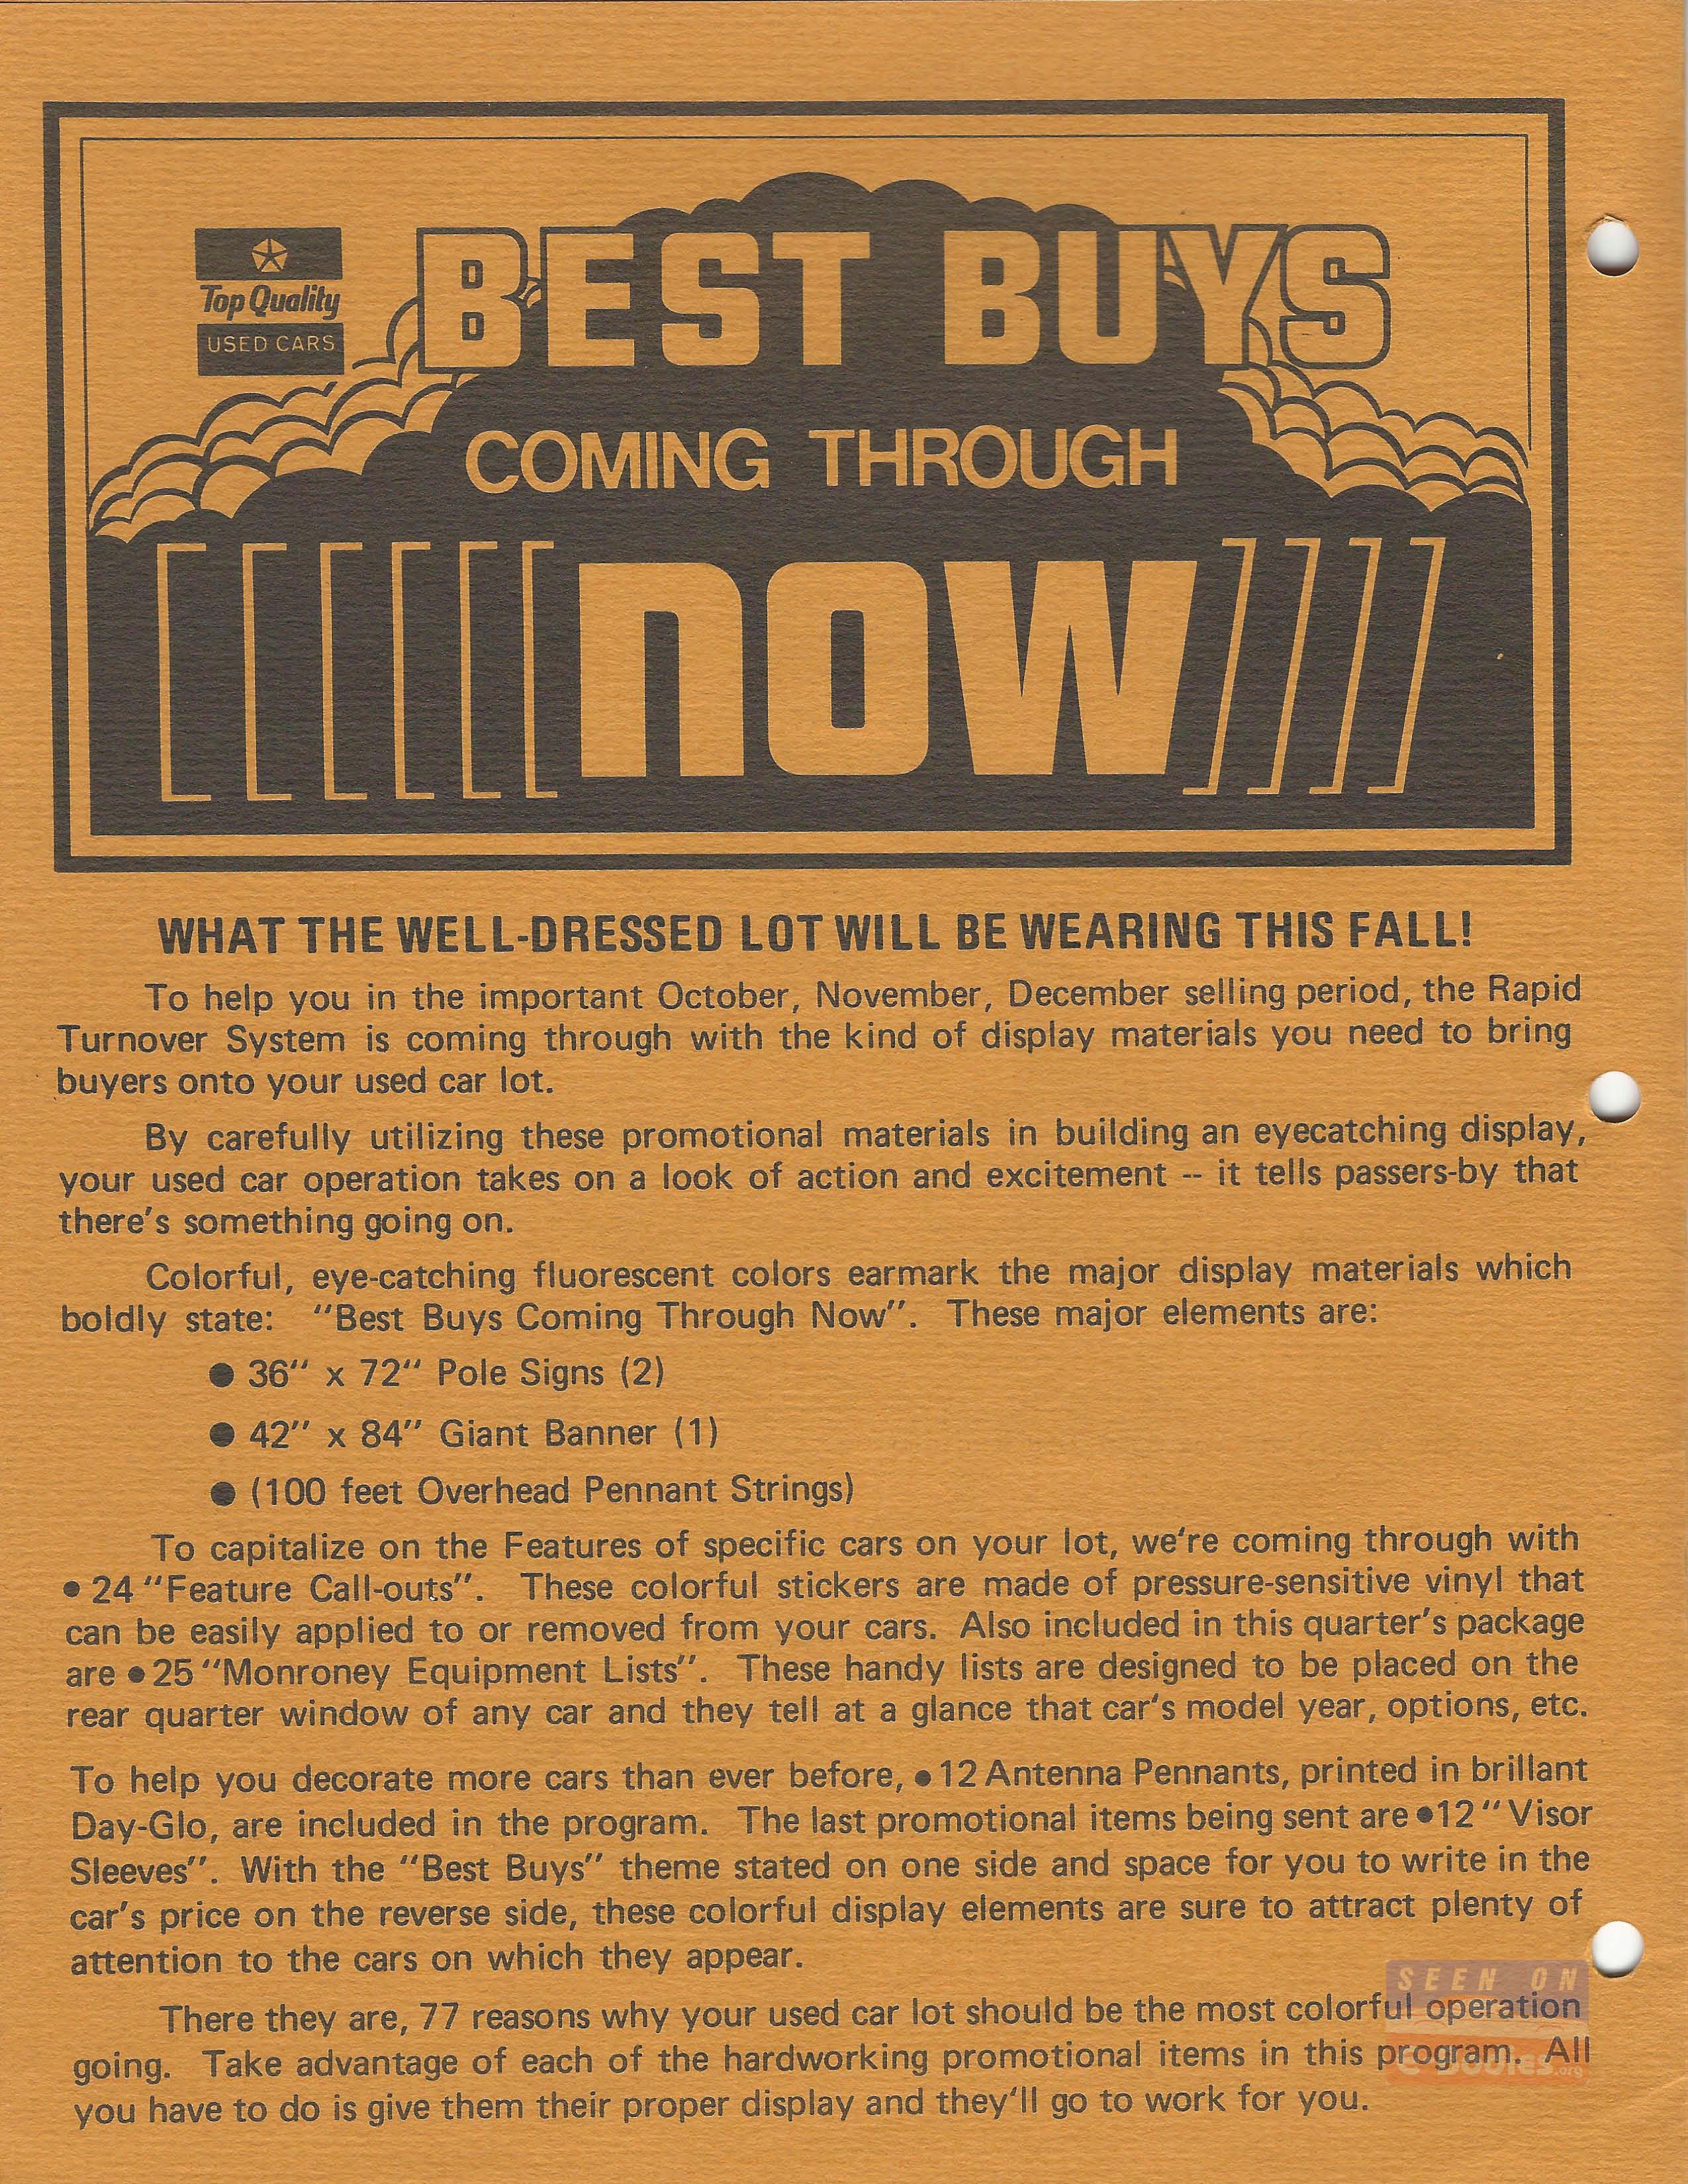 Top Quality
USED CARS
BEST BUYS
COMING THROUGH
now
WHAT THE WELL-DRESSED LOT WILL BE WEARING THIS FALL!
To help you in the important October, November, December selling period, the Rapid
Turnover System is coming through with the kind of display materials you need to bring
buyers onto your used car lot.
By carefully utilizing these promotional materials in building an eyecatching display,
your used car operation takes on a look of action and excitement -- it tells passers-by that
there's something going on.
Colorful, eye-catching fluorescent colors earmark the major display materials which
boldly state: "Best Buys Coming Through Now". These major elements are:
● 36" x 72" Pole Signs (2)
● 42" x 84" Giant Banner (1)
● (100 feet Overhead Pennant Strings)
To capitalize on the Features of specific cars on your lot, we're coming through with
● 24 "Feature Call-outs". These colorful stickers are made of pressure-sensitive vinyl that
can be easily applied to or removed from your cars. Also included in this quarter's package
are ● 25 "Monroney Equipment Lists". These handy lists are designed to be placed on the
rear quarter window of any car and they tell at a glance that car's model year, options, etc.
To help you decorate more cars than ever before, ● 12 Antenna Pennants, printed in brillant
Day-Glo, are included in the program. The last promotional items being sent are ● 12 "Visor
Sleeves". With the "Best Buys" theme stated on one side and space for you to write in the
car's price on the reverse side, these colorful display elements are sure to attract plenty of
attention to the cars on which they appear.
There they are, 77 reasons why your used car lot should be the most colorful operation
going. Take advantage of each of the hardworking promotional items in this program. All
you have to do is give them their proper display and they'll go to work for you.
SEEN ON